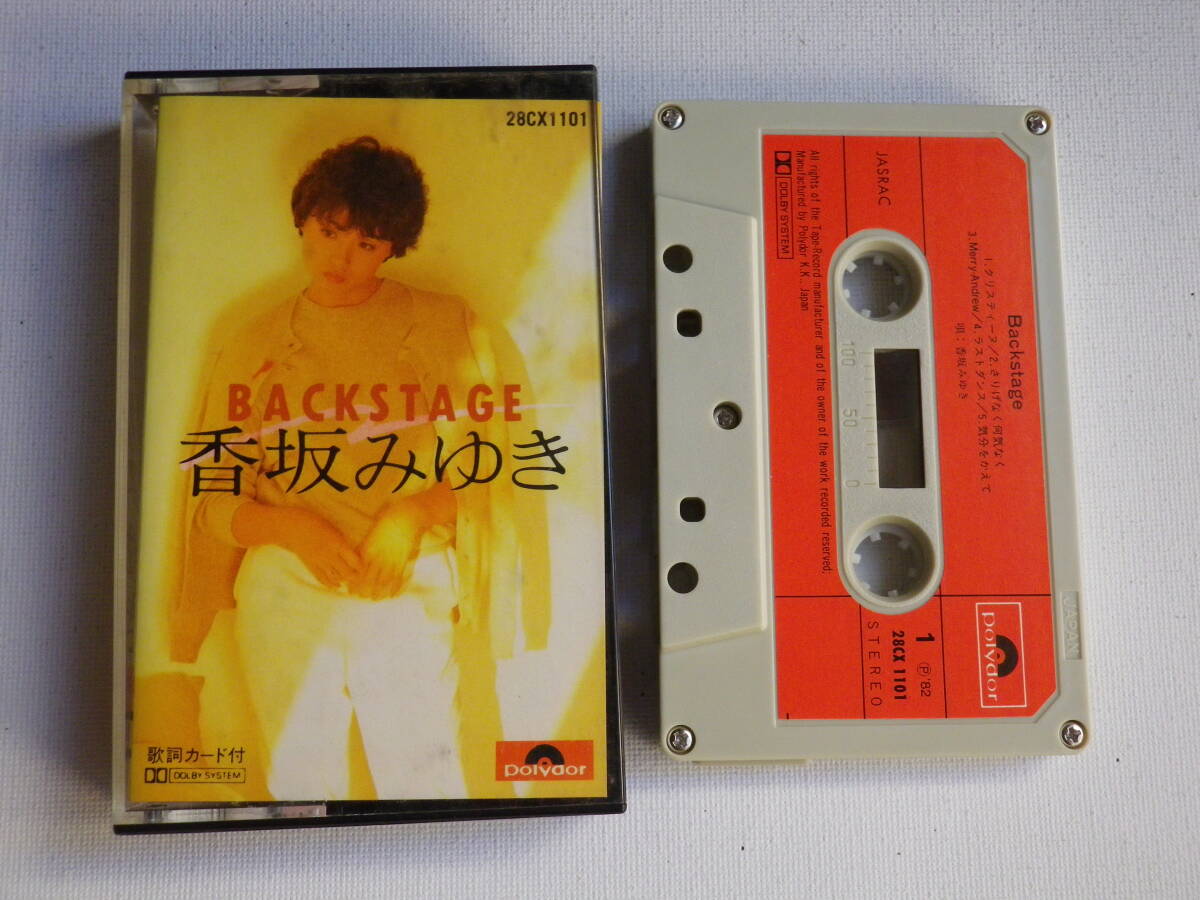 28CX1101
BACKSTAGE
香坂みゆき
歌詞カード付
DOLBY SYSTEM
polydor
Backstage
1.クリスティーヌ/2.さりげなく何気なく
3.Merry-Andrew/4.ラストダンス/5.気分をかえて
唄:香坂みゆき
JASRAC
100 50 0
All rights of the Tape-Record manufacturer and of the owner of the work recorded reserved;
Manufactured by Polydor K.K., Japan
DOLBY SYSTEM
polydor
1 Ⓟ'82
28CX 1101
STEREO
JAPAN